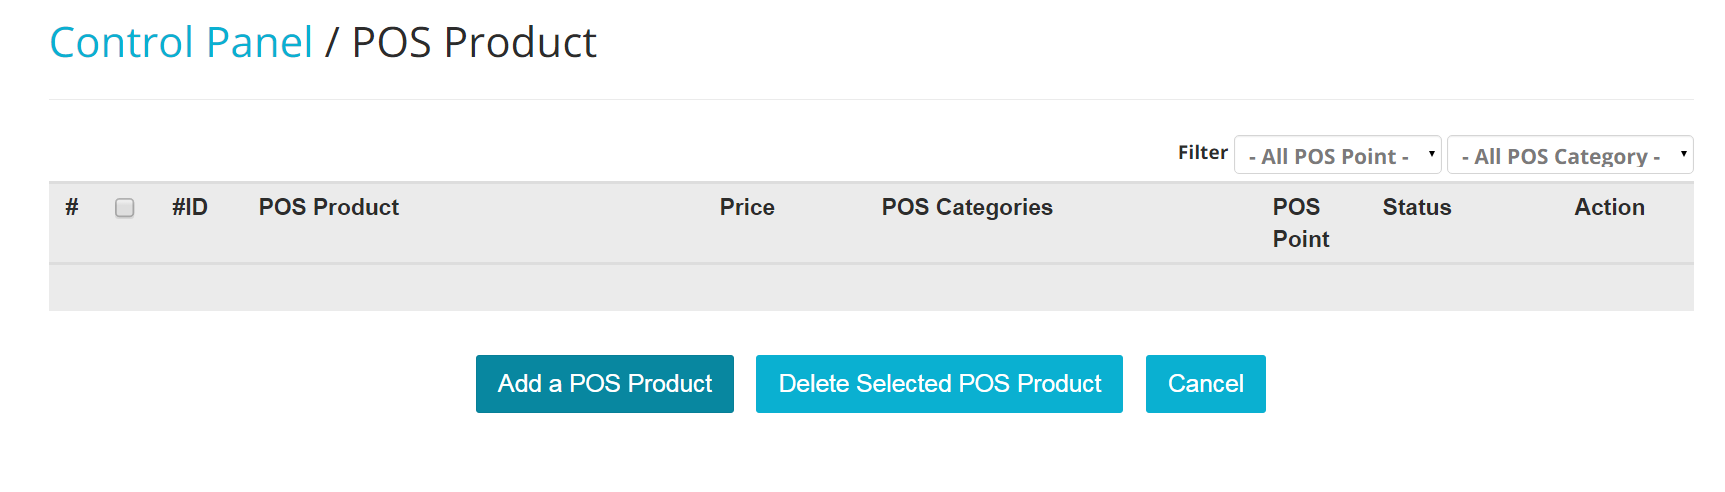 Control Panel / POS Product
Filter - All POS Point - - All POS Category -
# #ID POS Product Price POS Categories POS Point Status Action
Add a POS Product Delete Selected POS Product Cancel